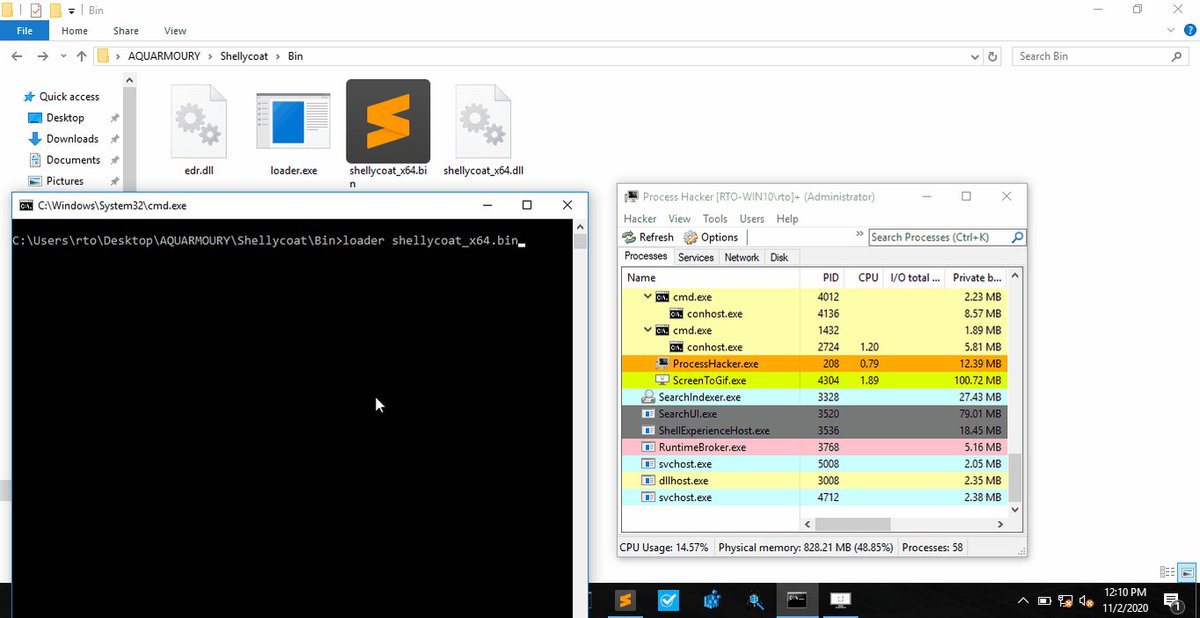 Bin
File Home Share View
AQUARMOURY Shellycoat Bin
Search Bin
Quick access
Desktop
Downloads
Documents
Pictures
edr.dll
loader.exe
shellycoat_x64.bi
n
shellycoat_x64.dll
C:\Windows\System32\cmd.exe
C:\Users\rto\Desktop\AQUARMOURY\Shellycoat\Bin>loader shellycoat_x64.bin
Process Hacker [RTO-WIN10\rto]+ (Administrator)
Hacker View Tools Users Help
Refresh Options » Search Processes (Ctrl+K)
Processes Services Network Disk
Name PID CPU I/O total ... Private b...
cmd.exe 4012 2.23 MB
conhost.exe 4136 8.57 MB
cmd.exe 1432 1.89 MB
conhost.exe 2724 1.20 5.81 MB
ProcessHacker.exe 208 0.79 12.39 MB
ScreenToGif.exe 4304 1.89 100.72 MB
SearchIndexer.exe 3328 27.43 MB
SearchUI.exe 3520 79.01 MB
ShellExperienceHost.exe 3536 18.45 MB
RuntimeBroker.exe 3768 5.16 MB
svchost.exe 5008 2.05 MB
dllhost.exe 3008 2.35 MB
svchost.exe 4712 2.38 MB
CPU Usage: 14.57% Physical memory: 828.21 MB (48.85%) Processes: 58
12:10 PM
11/2/2020
1